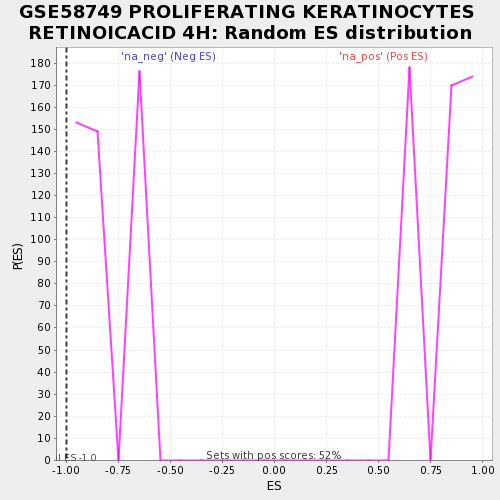 GSE58749 PROLIFERATING KERATINOCYTES
RETINOICACID 4H: Random ES distribution
'na_neg' (Neg ES) 'na_pos' (Pos ES)
180
170
160
150
140
130
120
110
100
90
80
70
60
50
40
30
20
10
0
P(ES)
Sets with pos scores: 52%
-1.00 -0.75 -0.50 -0.25 0.00 0.25 0.50 0.75 1.00
ES